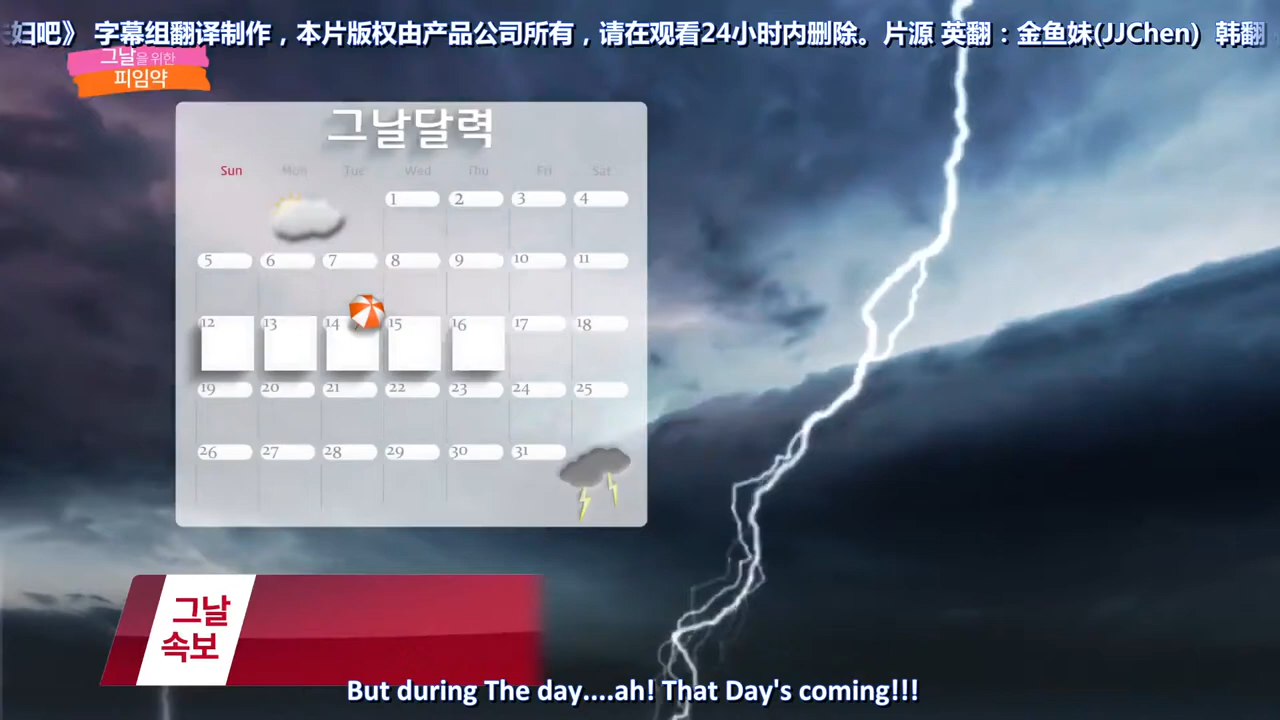 妇吧》 字幕组翻译制作，本片版权由产品公司所有，请在观看24小时内删除。片源 英翻：金鱼妹(JJChen) 韩翻
그날을 위한
피임약
그날달력
Sun Mon Tue Wed Thu Fri Sat
1 2 3 4
5 6 7 8 9 10 11
12 13 14 15 16 17 18
19 20 21 22 23 24 25
26 27 28 29 30 31
그날
속보
But during The day....ah! That Day's coming!!!